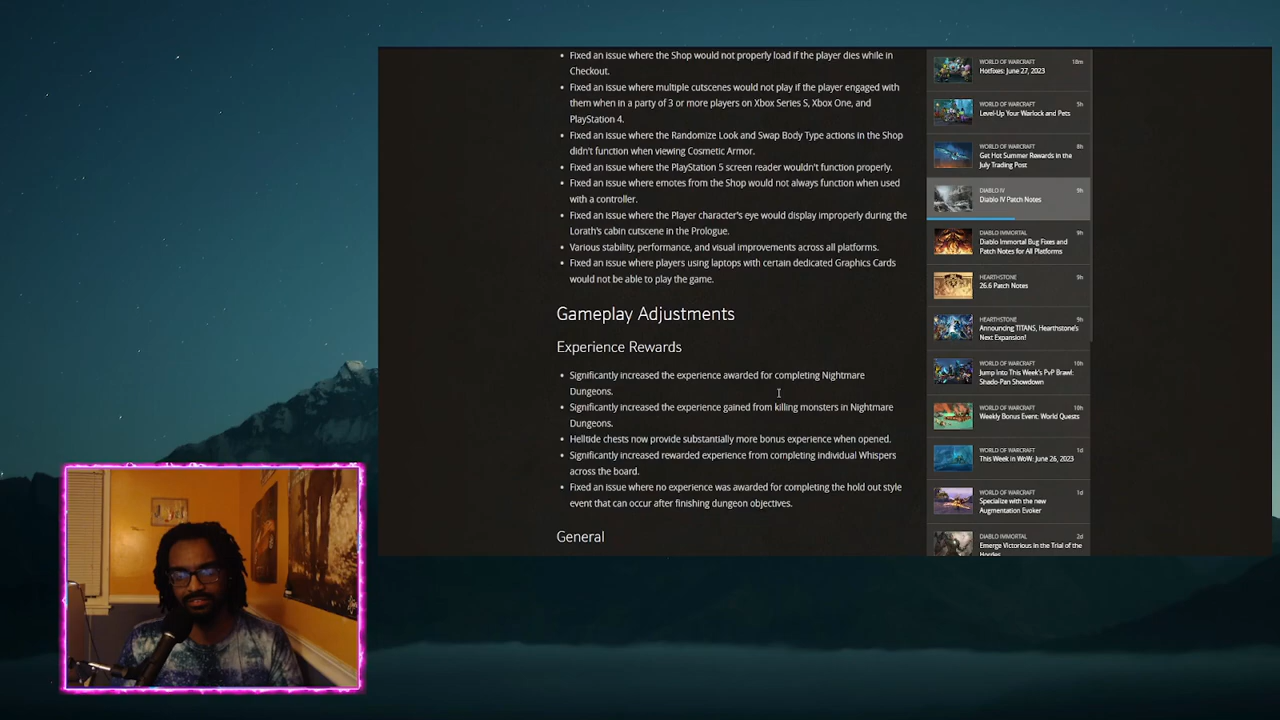 Fixed an issue where the Shop would not properly load if the player dies while in
Checkout.
Fixed an issue where multiple cutscenes would not play if the player engaged with
them when in a party of 3 or more players on Xbox Series S, Xbox One, and
PlayStation 4.
Fixed an issue where the Randomize Look and Swap Body Type actions in the Shop
didn't function when viewing Cosmetic Armor.
Fixed an issue where the PlayStation 5 screen reader wouldn't function properly.
Fixed an issue where emotes from the Shop would not always function when used
with a controller.
Fixed an issue where the Player character's eye would display improperly during the
Lorath's cabin cutscene in the Prologue.
Various stability, performance, and visual improvements across all platforms.
Fixed an issue where players using laptops with certain dedicated Graphics Cards
would not be able to play the game.
Gameplay Adjustments
Experience Rewards
Significantly increased the experience awarded for completing Nightmare
Dungeons.
Significantly increased the experience gained from killing monsters in Nightmare
Dungeons.
Helltide chests now provide substantially more bonus experience when opened.
Significantly increased rewarded experience from completing individual Whispers
across the board.
Fixed an issue where no experience was awarded for completing the hold out style
event that can occur after finishing dungeon objectives.
General
WORLD OF WARCRAFT 18m
Hotfixes: June 27, 2023
WORLD OF WARCRAFT 5h
Level-Up Your Warlock and Pets
WORLD OF WARCRAFT 8h
Get Hot Summer Rewards in the
July Trading Post
DIABLO IV 9h
Diablo IV Patch Notes
DIABLO IMMORTAL 9h
Diablo Immortal Bug Fixes and
Patch Notes for All Platforms
HEARTHSTONE 9h
26.6 Patch Notes
HEARTHSTONE 9h
Announcing TITANS, Hearthstone's
Next Expansion!
WORLD OF WARCRAFT 10h
Jump Into This Week's PvP Brawl:
Shado-Pan Showdown
WORLD OF WARCRAFT 10h
Weekly Bonus Event: World Quests
WORLD OF WARCRAFT 1d
This Week in WoW: June 26, 2023
WORLD OF WARCRAFT 1d
Specialize with the new
Augmentation Evoker
DIABLO IMMORTAL 2d
Emerge Victorious in the Trial of the
Hordes